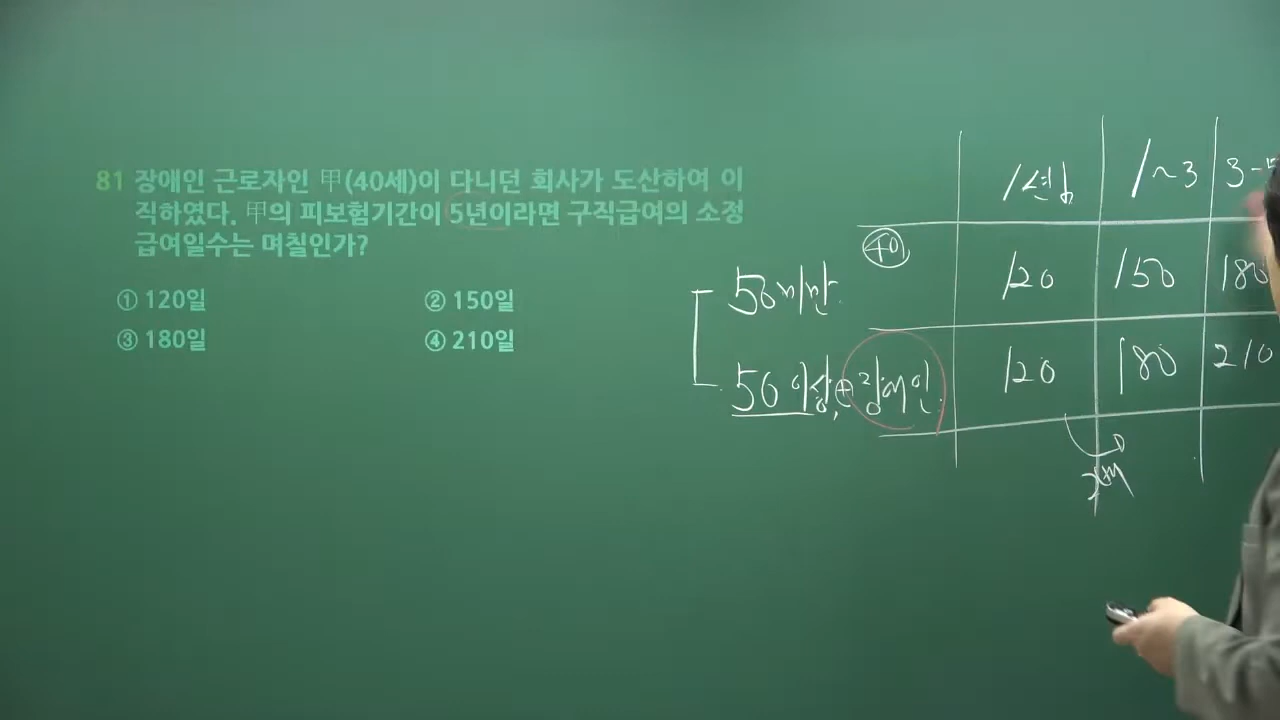 81 장애인 근로자인 甲(40세)이 다니던 회사가 도산하여 이
직하였다. 甲의 피보험기간이 5년이라면 구직급여의 소정
급여일수는 며칠인가?
① 120일 ② 150일
③ 180일 ④ 210일
1~3 3-5
50미만 120 150 180
50이상, 장애인 120 180 210